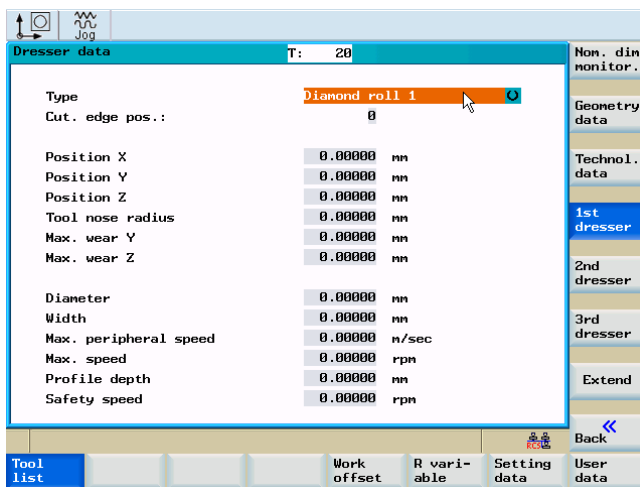 Jog
Dresser data T: 20
Type Diamond roll 1
Cut. edge pos.: 0
Position X 0.00000 mm
Position Y 0.00000 mm
Position Z 0.00000 mm
Tool nose radius 0.00000 mm
Max. wear Y 0.00000 mm
Max. wear Z 0.00000 mm
Diameter 0.00000 mm
Width 0.00000 mm
Max. peripheral speed 0.00000 m/sec
Max. speed 0.00000 rpm
Profile depth 0.00000 mm
Safety speed 0.00000 rpm
Nom. dim
monitor.
Geometry
data
Technol.
data
1st
dresser
2nd
dresser
3rd
dresser
Extend
«
Back
RCS
Tool
list
Work
offset
R vari-
able
Setting
data
User
data